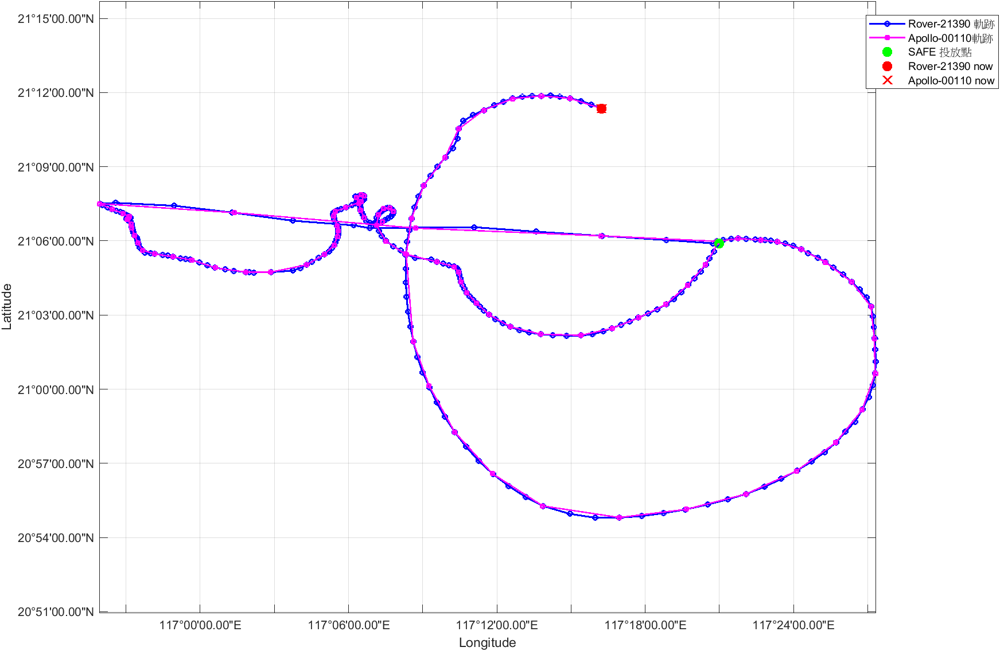 21°15'00.00"N
21°12'00.00"N
21°09'00.00"N
21°06'00.00"N
21°03'00.00"N
21°00'00.00"N
20°57'00.00"N
20°54'00.00"N
20°51'00.00"N
Latitude
117°00'00.00"E
117°06'00.00"E
117°12'00.00"E
117°18'00.00"E
117°24'00.00"E
Longitude
Rover-21390 軌跡
Apollo-00110軌跡
SAFE 投放點
Rover-21390 now
Apollo-00110 now